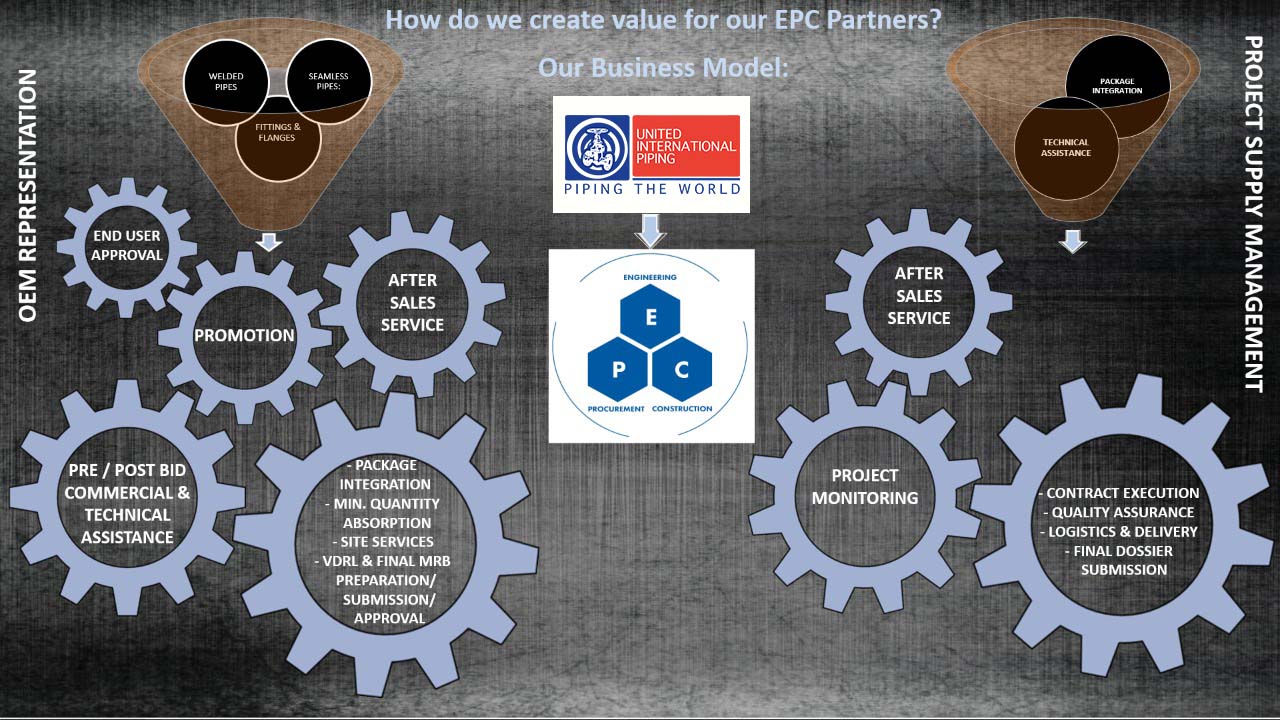 How do we create value for our EPC Partners?
Our Business Model:
OEM REPRESENTATION
WELDED
PIPES
SEAMLESS
PIPES:
FITTINGS &
FLANGES
END USER
APPROVAL
PROMOTION
AFTER
SALES
SERVICE
PRE / POST BID
COMMERCIAL &
TECHNICAL
ASSISTANCE
- PACKAGE
INTEGRATION
- MIN. QUANTITY
ABSORPTION
- SITE SERVICES
- VDRL & FINAL MRB
PREPARATION/
SUBMISSION/
APPROVAL
UNITED
INTERNATIONAL
PIPING
PIPING THE WORLD
ENGINEERING
E
P
C
PROCUREMENT
CONSTRUCTION
PROJECT SUPPLY MANAGEMENT
PACKAGE
INTEGRATION
TECHNICAL
ASSISTANCE
AFTER
SALES
SERVICE
PROJECT
MONITORING
- CONTRACT EXECUTION
- QUALITY ASSURANCE
- LOGISTICS & DELIVERY
- FINAL DOSSIER
SUBMISSION